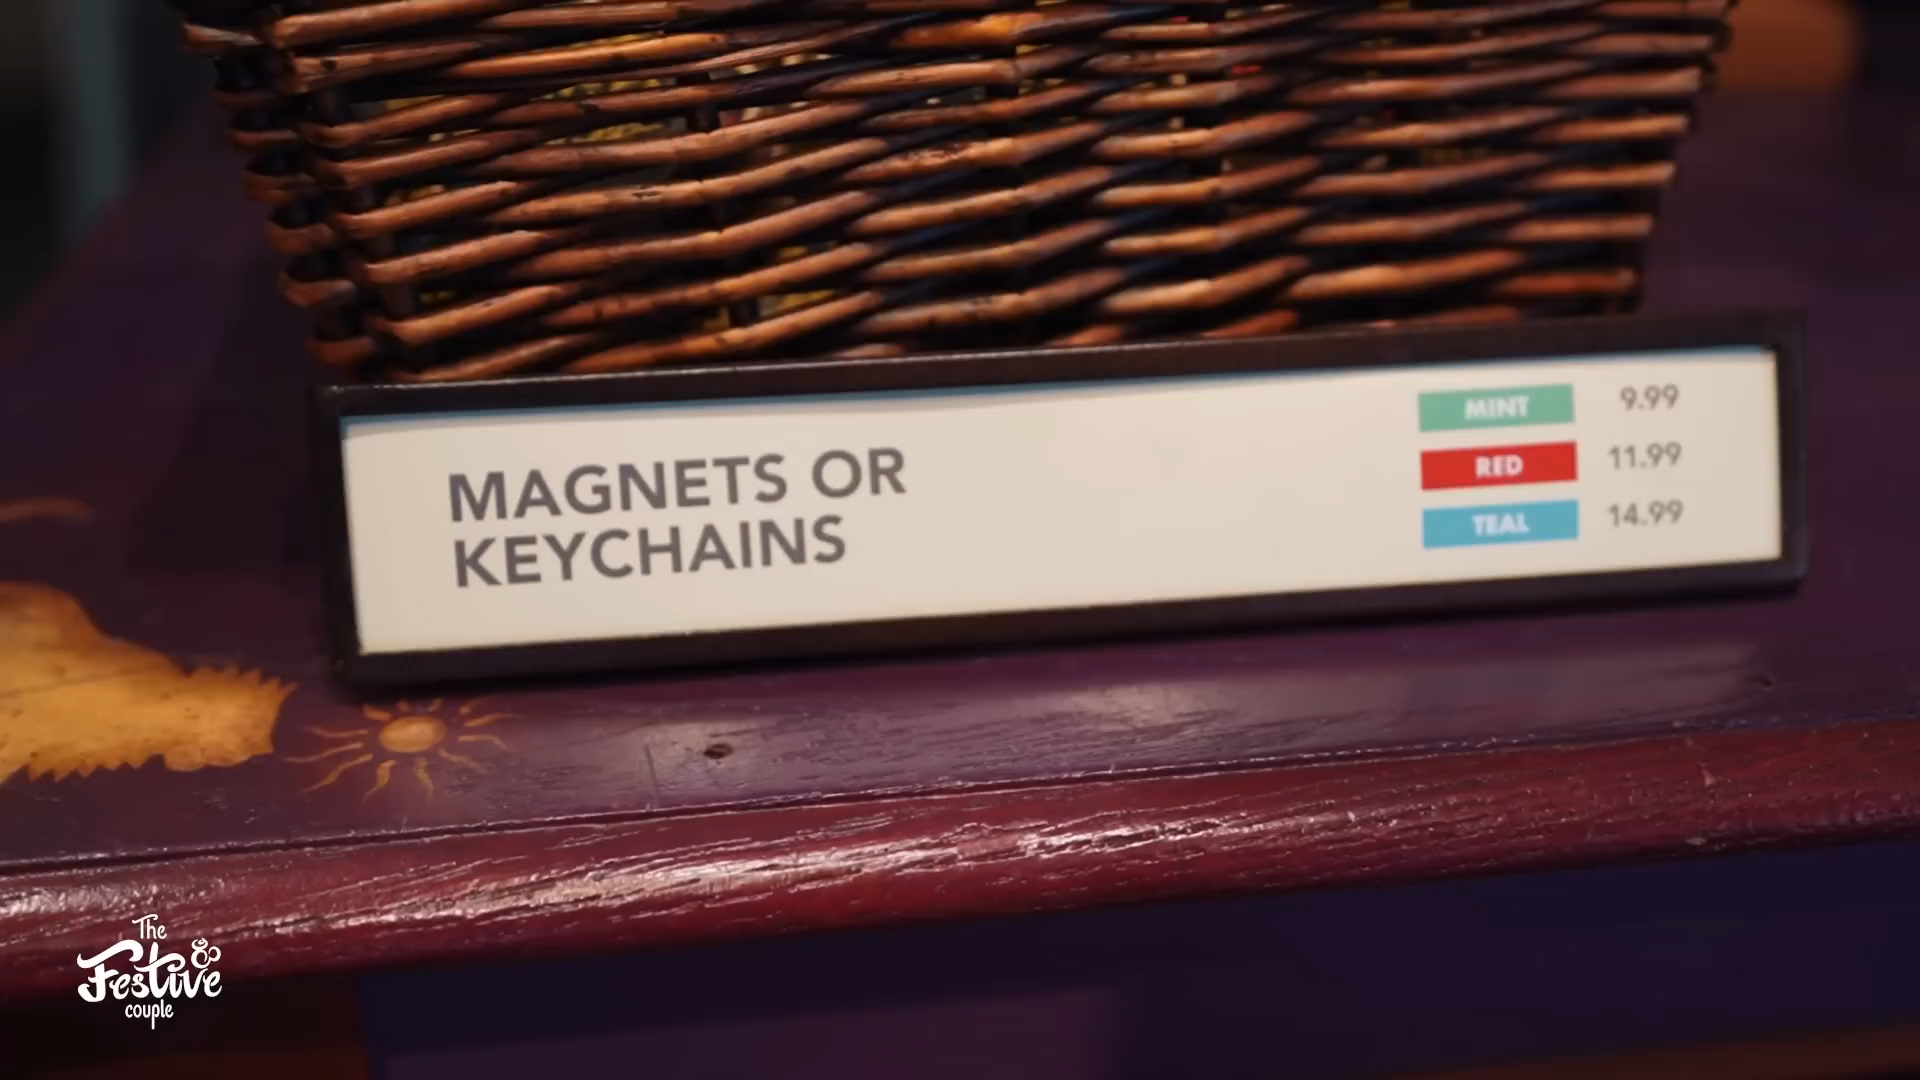 MAGNETS OR
KEYCHAINS
MINT 9.99
RED 11.99
TEAL 14.99
The
Festive
couple